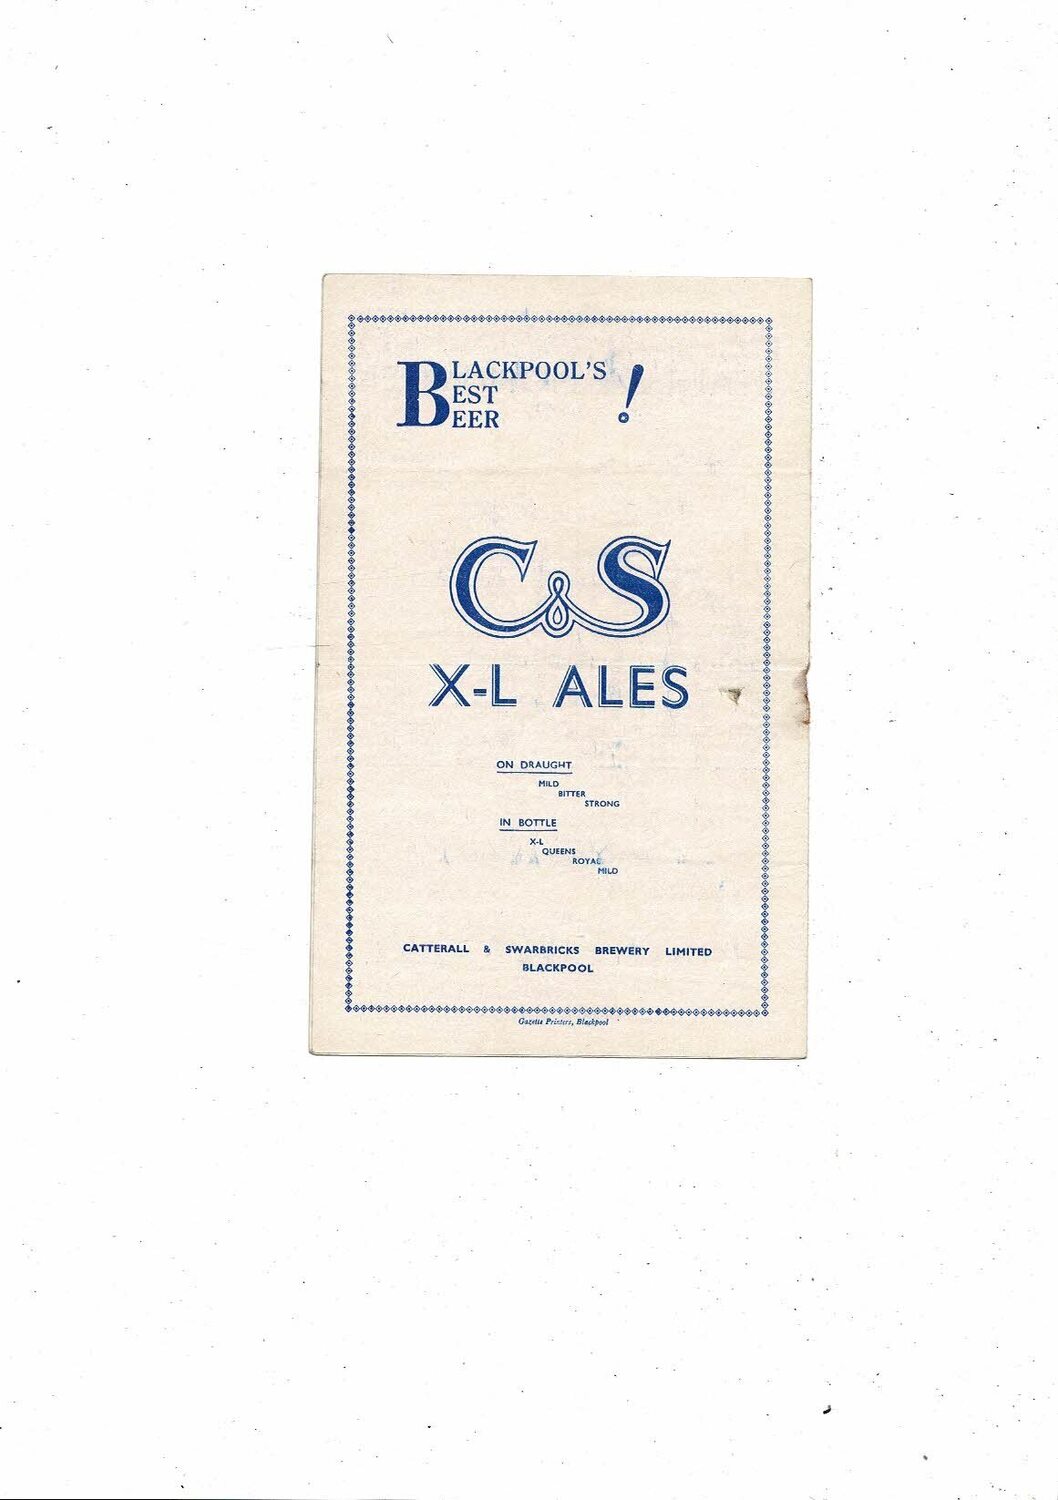 BLACKPOOL'S
BEST
BEER !
C & S
X-L ALES
ON DRAUGHT
MILD
BITTER
STRONG
IN BOTTLE
X-L
QUEENS
ROYAL
MILD
CATTERALL & SWARBRICKS BREWERY LIMITED
BLACKPOOL
Gazette Printers, Blackpool